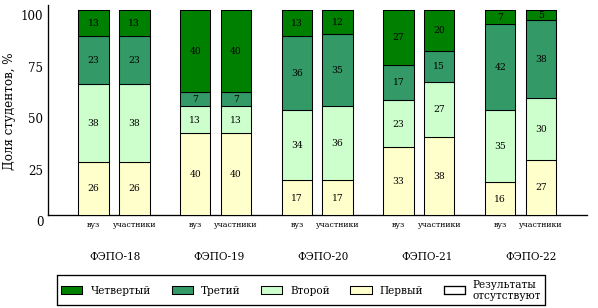 Доля студентов, %
100
75
50
25
0
13 13 40 40 13 12 27 20 7 5
23 23 7 7 36 35 17 15 42 38
38 38 13 13 34 36 23 27 35 30
26 26 40 40 17 17 33 38 16 27
вуз участники вуз участники вуз участники вуз участники вуз участники
ФЭПО-18 ФЭПО-19 ФЭПО-20 ФЭПО-21 ФЭПО-22
Четвертый Третий Второй Первый Результаты
отсутствуют